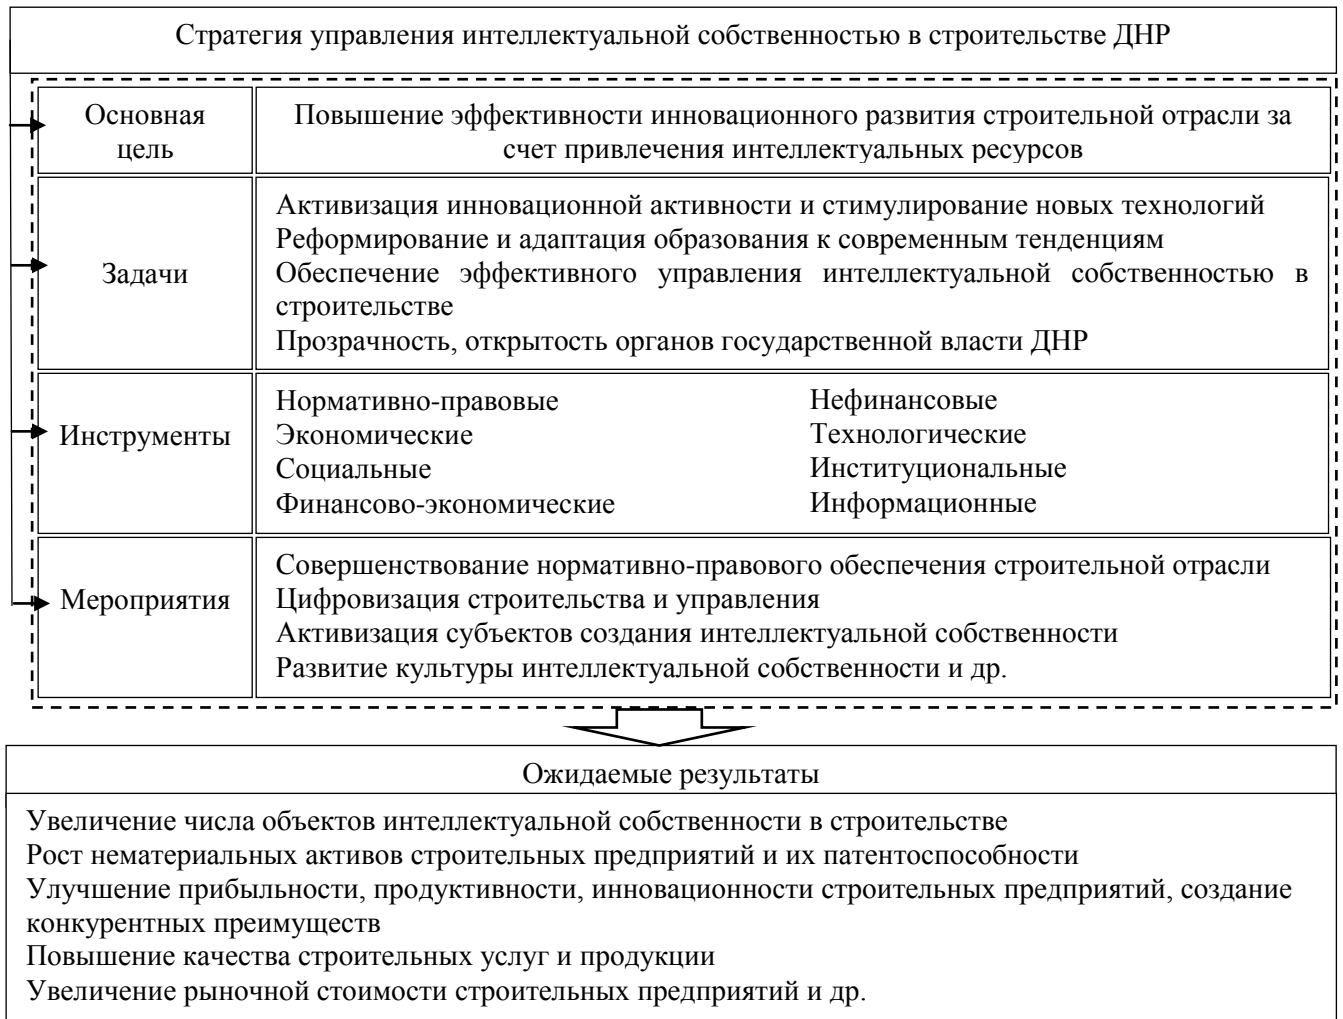 Стратегия управления интеллектуальной собственностью в строительстве ДНР
Основная
цель
Повышение эффективности инновационного развития строительной отрасли за
счет привлечения интеллектуальных ресурсов
Задачи
Активизация инновационной активности и стимулирование новых технологий
Реформирование и адаптация образования к современным тенденциям
Обеспечение эффективного управления интеллектуальной собственностью в
строительстве
Прозрачность, открытость органов государственной власти ДНР
Инструменты
Нормативно-правовые
Экономические
Социальные
Финансово-экономические
Нефинансовые
Технологические
Институциональные
Информационные
Мероприятия
Совершенствование нормативно-правового обеспечения строительной отрасли
Цифровизация строительства и управления
Активизация субъектов создания интеллектуальной собственности
Развитие культуры интеллектуальной собственности и др.
Ожидаемые результаты
Увеличение числа объектов интеллектуальной собственности в строительстве
Рост нематериальных активов строительных предприятий и их патентоспособности
Улучшение прибыльности, продуктивности, инновационности строительных предприятий, создание
конкурентных преимуществ
Повышение качества строительных услуг и продукции
Увеличение рыночной стоимости строительных предприятий и др.